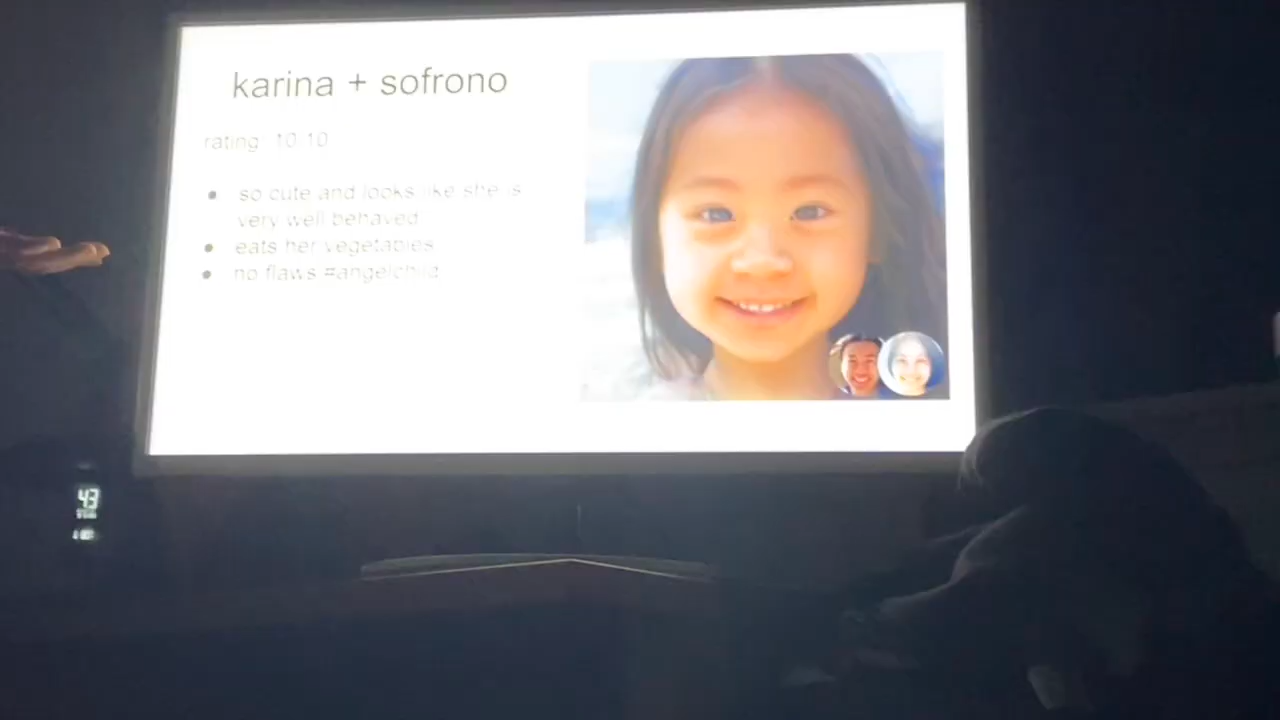 karina + sofrono
rating: 10.10
so cute and looks like she is
very well behaved
eats her vegetables
no flaws #angelchild
43